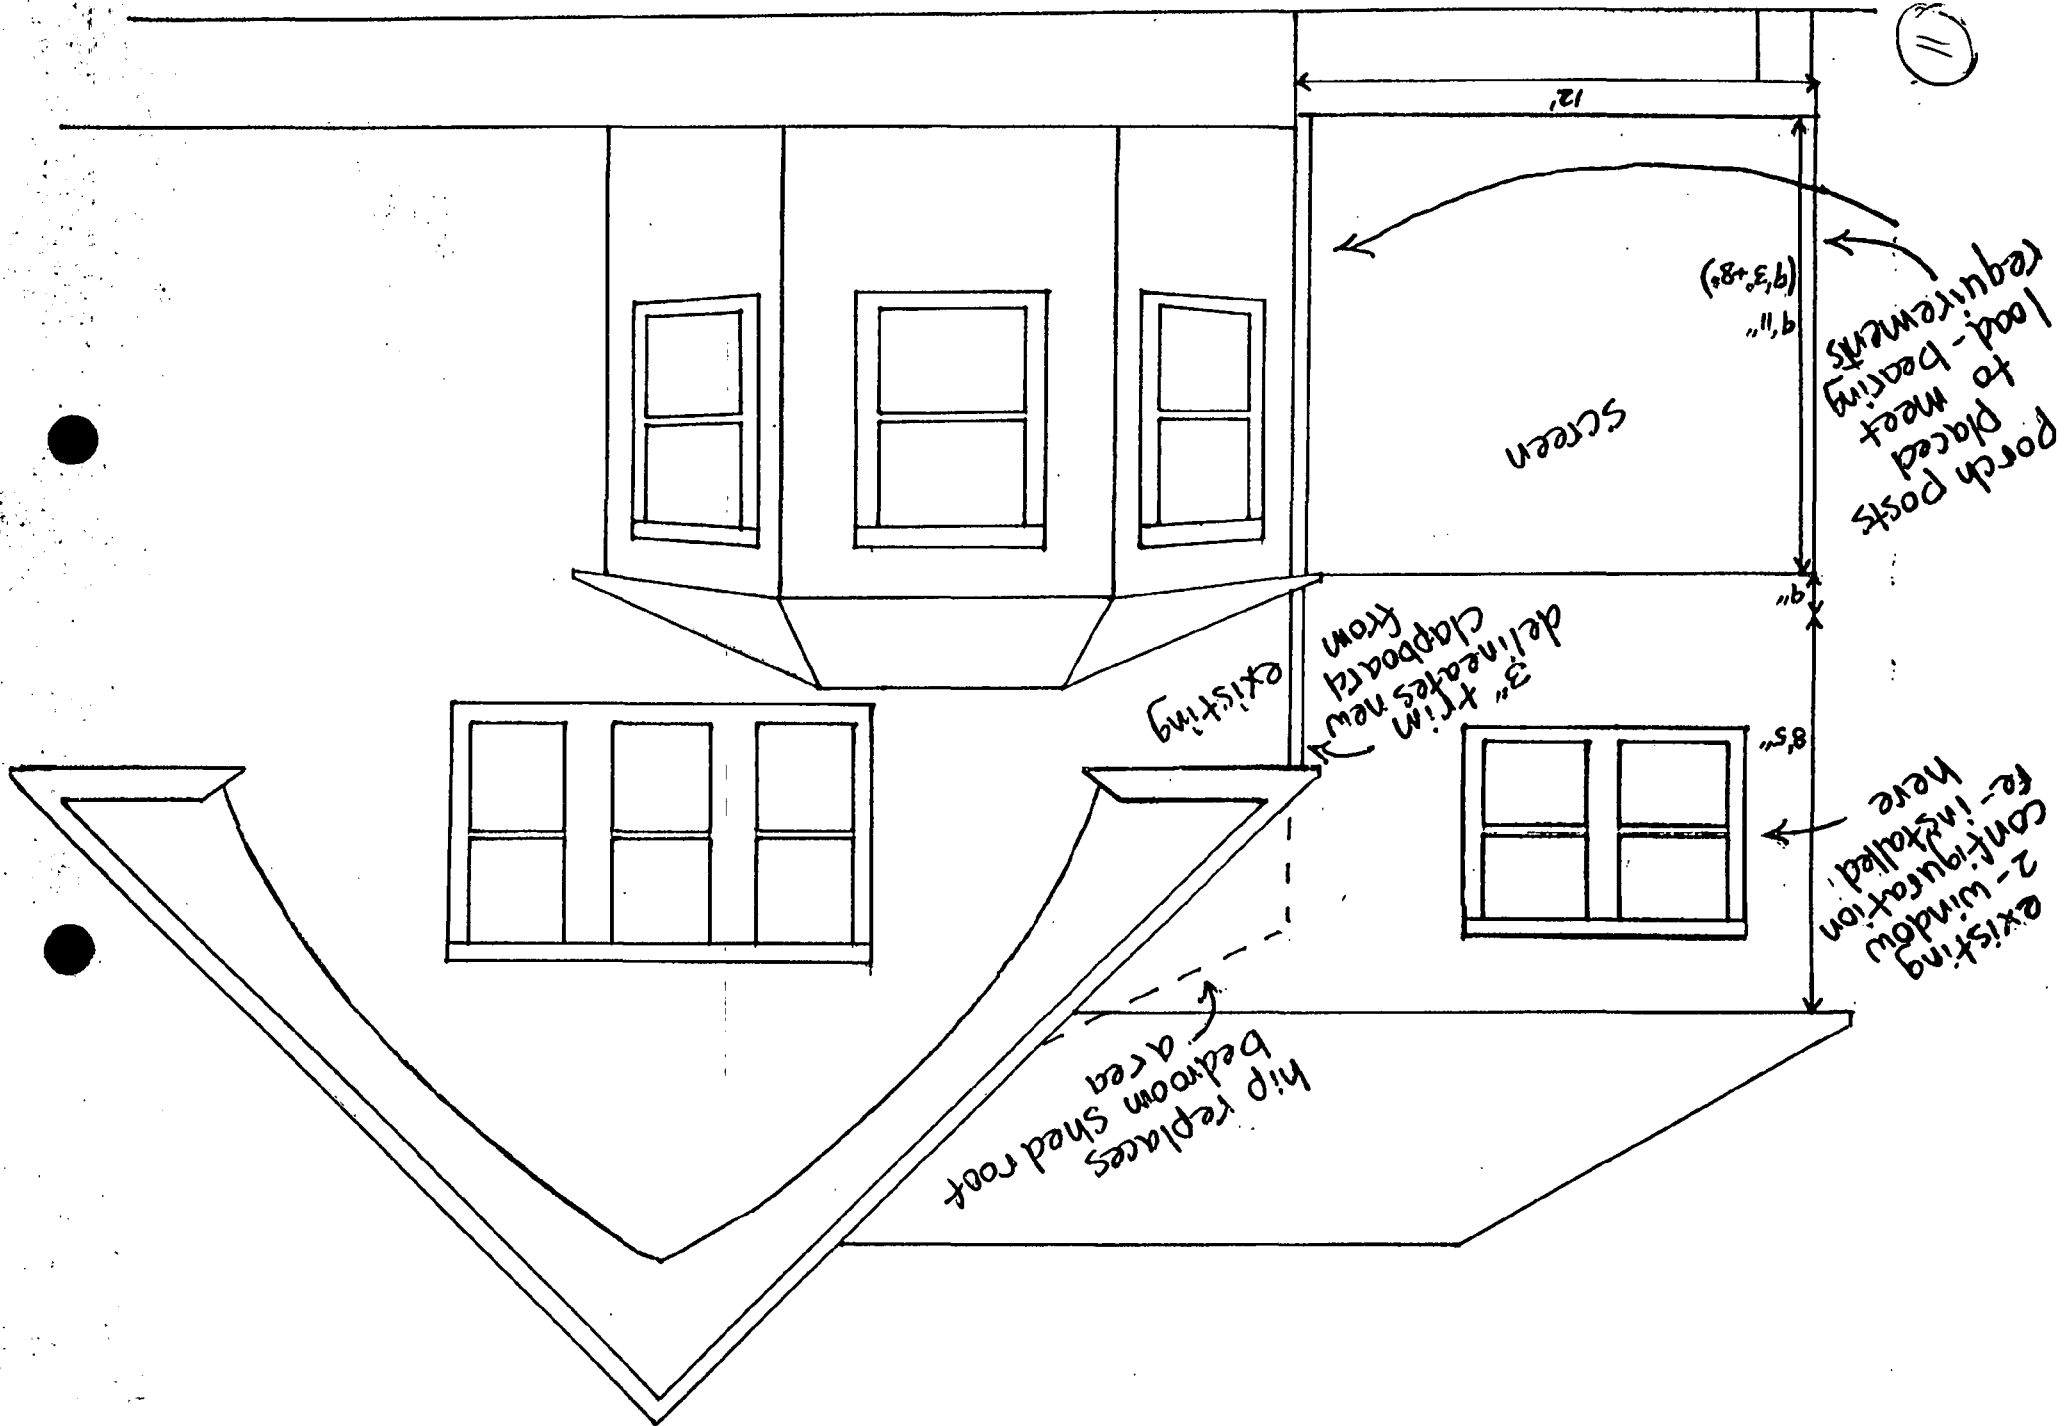 hip replaces
bedroom shed roof
area
existing
2-window
configuration
re-installed
here
8'5"
3" trim
delineates new
clapboard
from
existing
9"
porch posts
placed
to meet
load-bearing
requirements
screen
9'11"
(9'3"+8")
12'